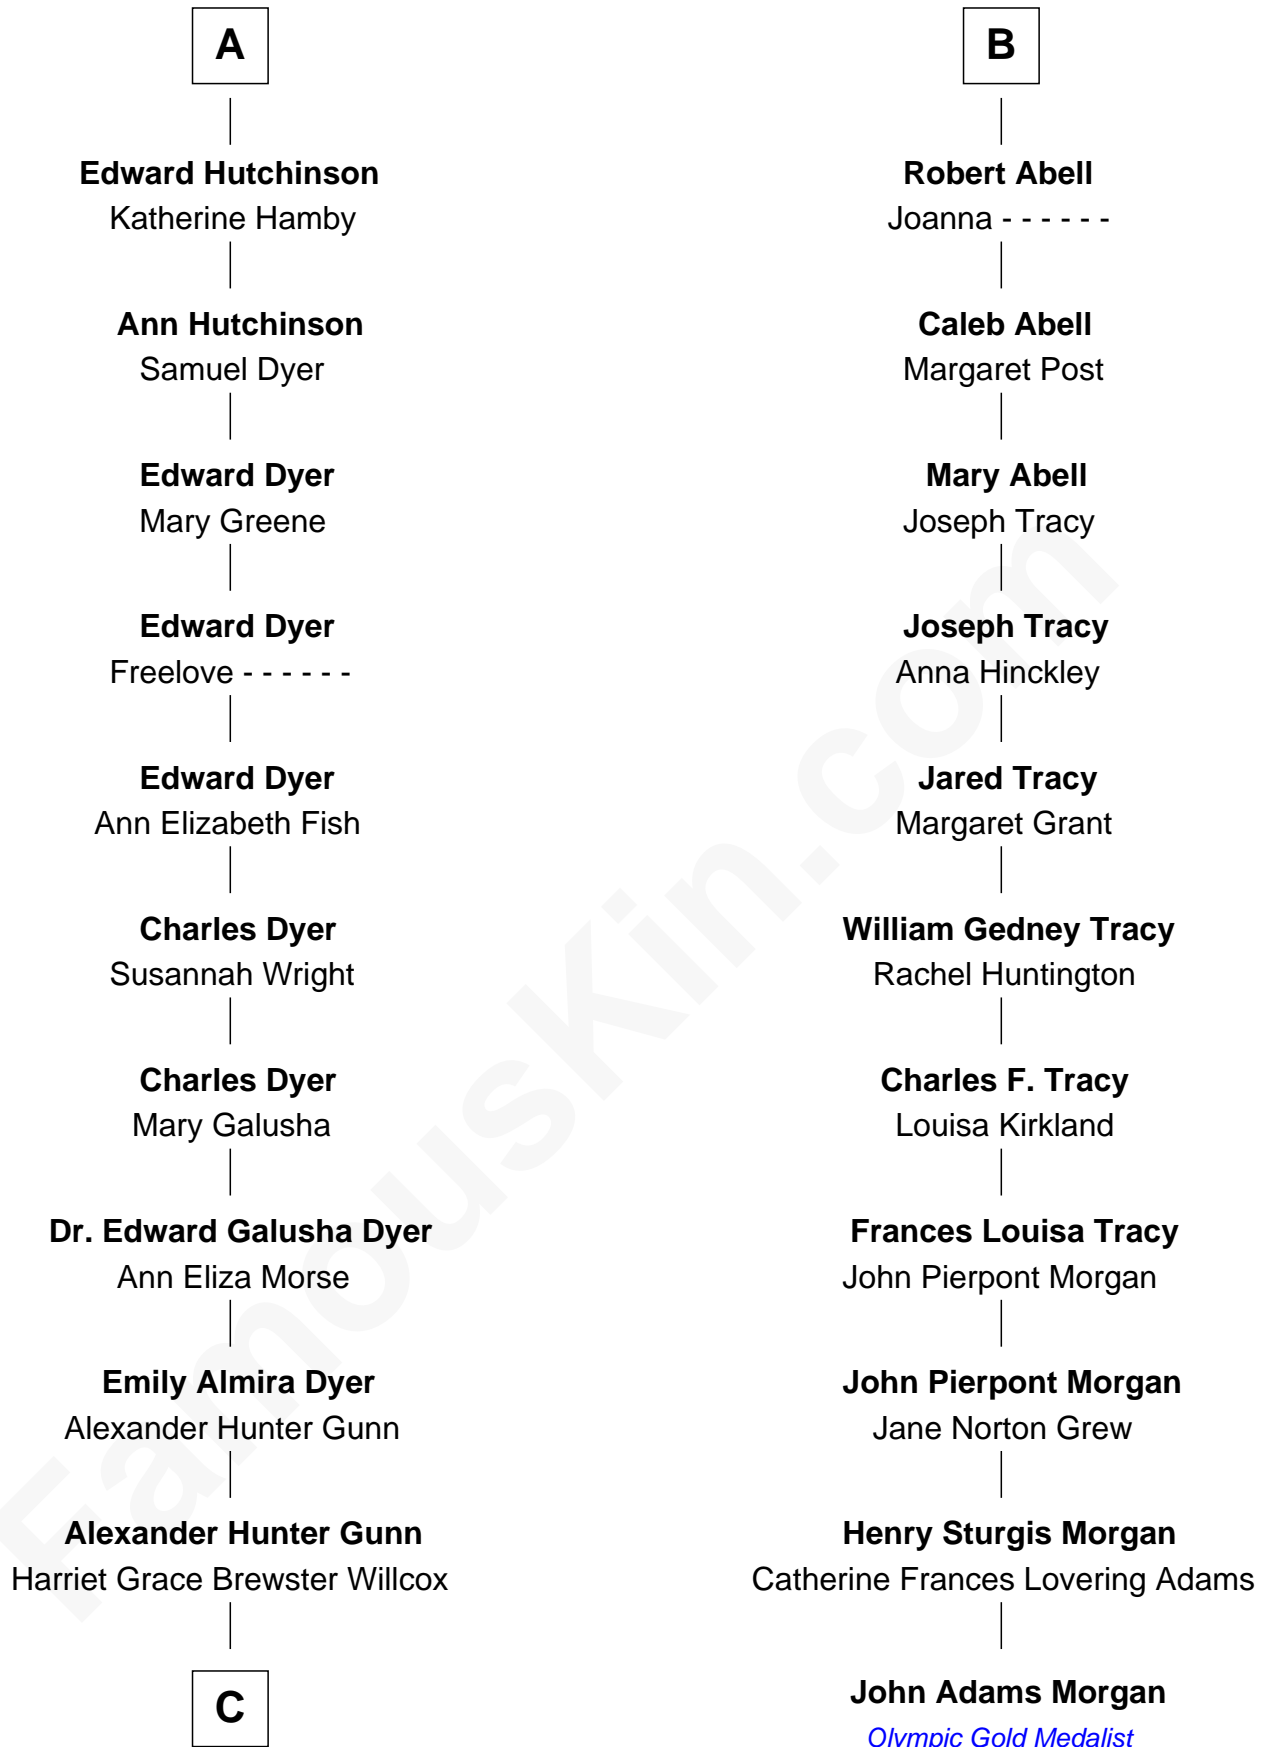 A
Edward Hutchinson
Katherine Hamby
Ann Hutchinson
Samuel Dyer
Edward Dyer
Mary Greene
Edward Dyer
Freelove - - - - - -
Edward Dyer
Ann Elizabeth Fish
Charles Dyer
Susannah Wright
Charles Dyer
Mary Galusha
Dr. Edward Galusha Dyer
Ann Eliza Morse
Emily Almira Dyer
Alexander Hunter Gunn
Alexander Hunter Gunn
Harriet Grace Brewster Willcox
C
B
Robert Abell
Joanna - - - - - -
Caleb Abell
Margaret Post
Mary Abell
Joseph Tracy
Joseph Tracy
Anna Hinckley
Jared Tracy
Margaret Grant
William Gedney Tracy
Rachel Huntington
Charles F. Tracy
Louisa Kirkland
Frances Louisa Tracy
John Pierpont Morgan
John Pierpont Morgan
Jane Norton Grew
Henry Sturgis Morgan
Catherine Frances Lovering Adams
John Adams Morgan
Olympic Gold Medalist
FamousKin.com